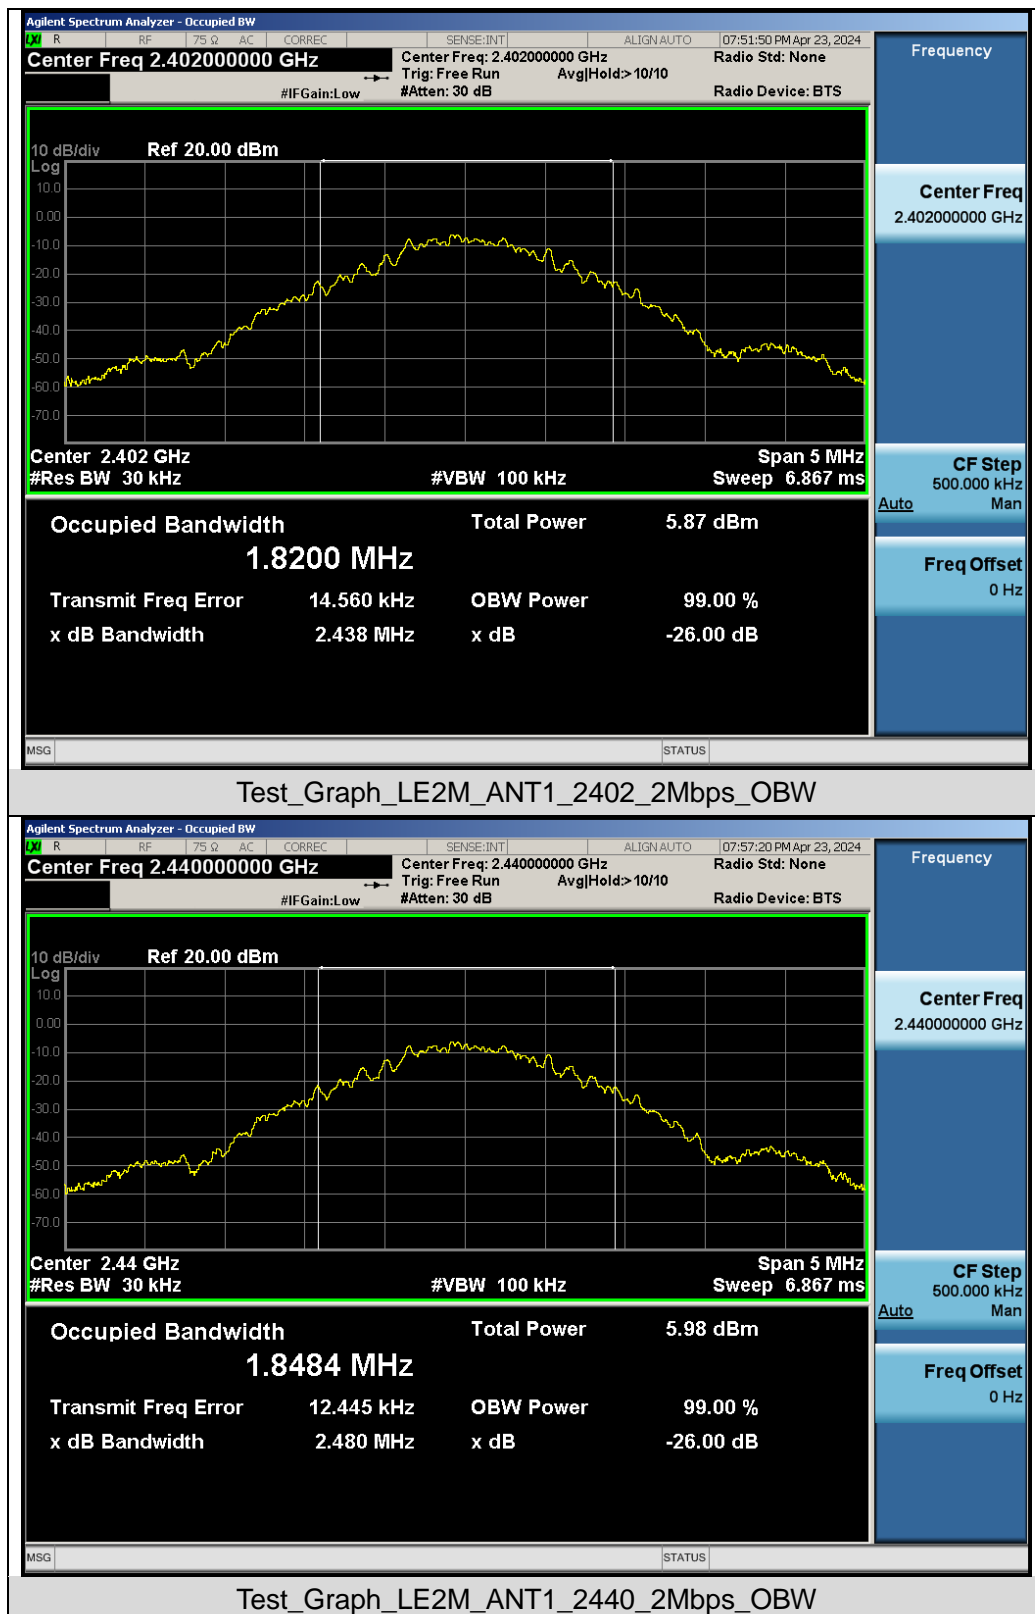 Agilent Spectrum Analyzer - Occupied BW
LXI R RF 75 Ω AC CORREC SENSE:INT ALIGN AUTO 07:51:50 PM Apr 23, 2024
Center Freq 2.402000000 GHz Center Freq: 2.402000000 GHz Radio Std: None
Trig: Free Run Avg|Hold:>10/10
#IFGain:Low #Atten: 30 dB Radio Device: BTS
Frequency
10 dB/div Ref 20.00 dBm
Log
10.0
0.00
-10.0
-20.0
-30.0
-40.0
-50.0
-60.0
-70.0
Center 2.402 GHz Span 5 MHz
#Res BW 30 kHz #VBW 100 kHz Sweep 6.867 ms
Center Freq
2.402000000 GHz
CF Step
500.000 kHz
Auto Man
Freq Offset
0 Hz
Occupied Bandwidth Total Power 5.87 dBm
1.8200 MHz
Transmit Freq Error 14.560 kHz OBW Power 99.00 %
x dB Bandwidth 2.438 MHz x dB -26.00 dB
MSG STATUS
Test_Graph_LE2M_ANT1_2402_2Mbps_OBW
Agilent Spectrum Analyzer - Occupied BW
LXI R RF 75 Ω AC CORREC SENSE:INT ALIGN AUTO 07:57:20 PM Apr 23, 2024
Center Freq 2.440000000 GHz Center Freq: 2.440000000 GHz Radio Std: None
Trig: Free Run Avg|Hold:>10/10
#IFGain:Low #Atten: 30 dB Radio Device: BTS
Frequency
10 dB/div Ref 20.00 dBm
Log
10.0
0.00
-10.0
-20.0
-30.0
-40.0
-50.0
-60.0
-70.0
Center 2.44 GHz Span 5 MHz
#Res BW 30 kHz #VBW 100 kHz Sweep 6.867 ms
Center Freq
2.440000000 GHz
CF Step
500.000 kHz
Auto Man
Freq Offset
0 Hz
Occupied Bandwidth Total Power 5.98 dBm
1.8484 MHz
Transmit Freq Error 12.445 kHz OBW Power 99.00 %
x dB Bandwidth 2.480 MHz x dB -26.00 dB
MSG STATUS
Test_Graph_LE2M_ANT1_2440_2Mbps_OBW